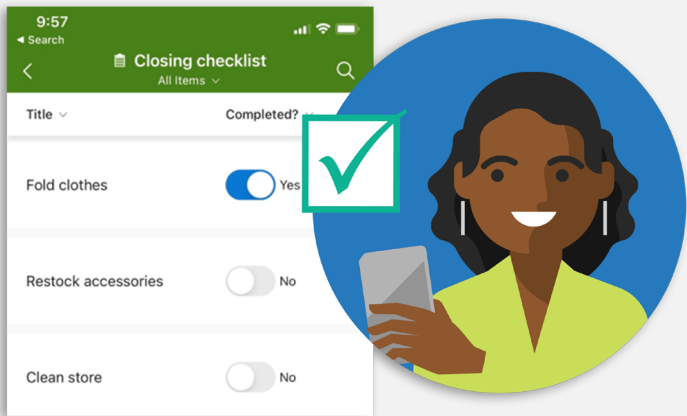 9:57
Search
Closing checklist
All Items
Title
Completed?
Fold clothes
Yes
Restock accessories
No
Clean store
No